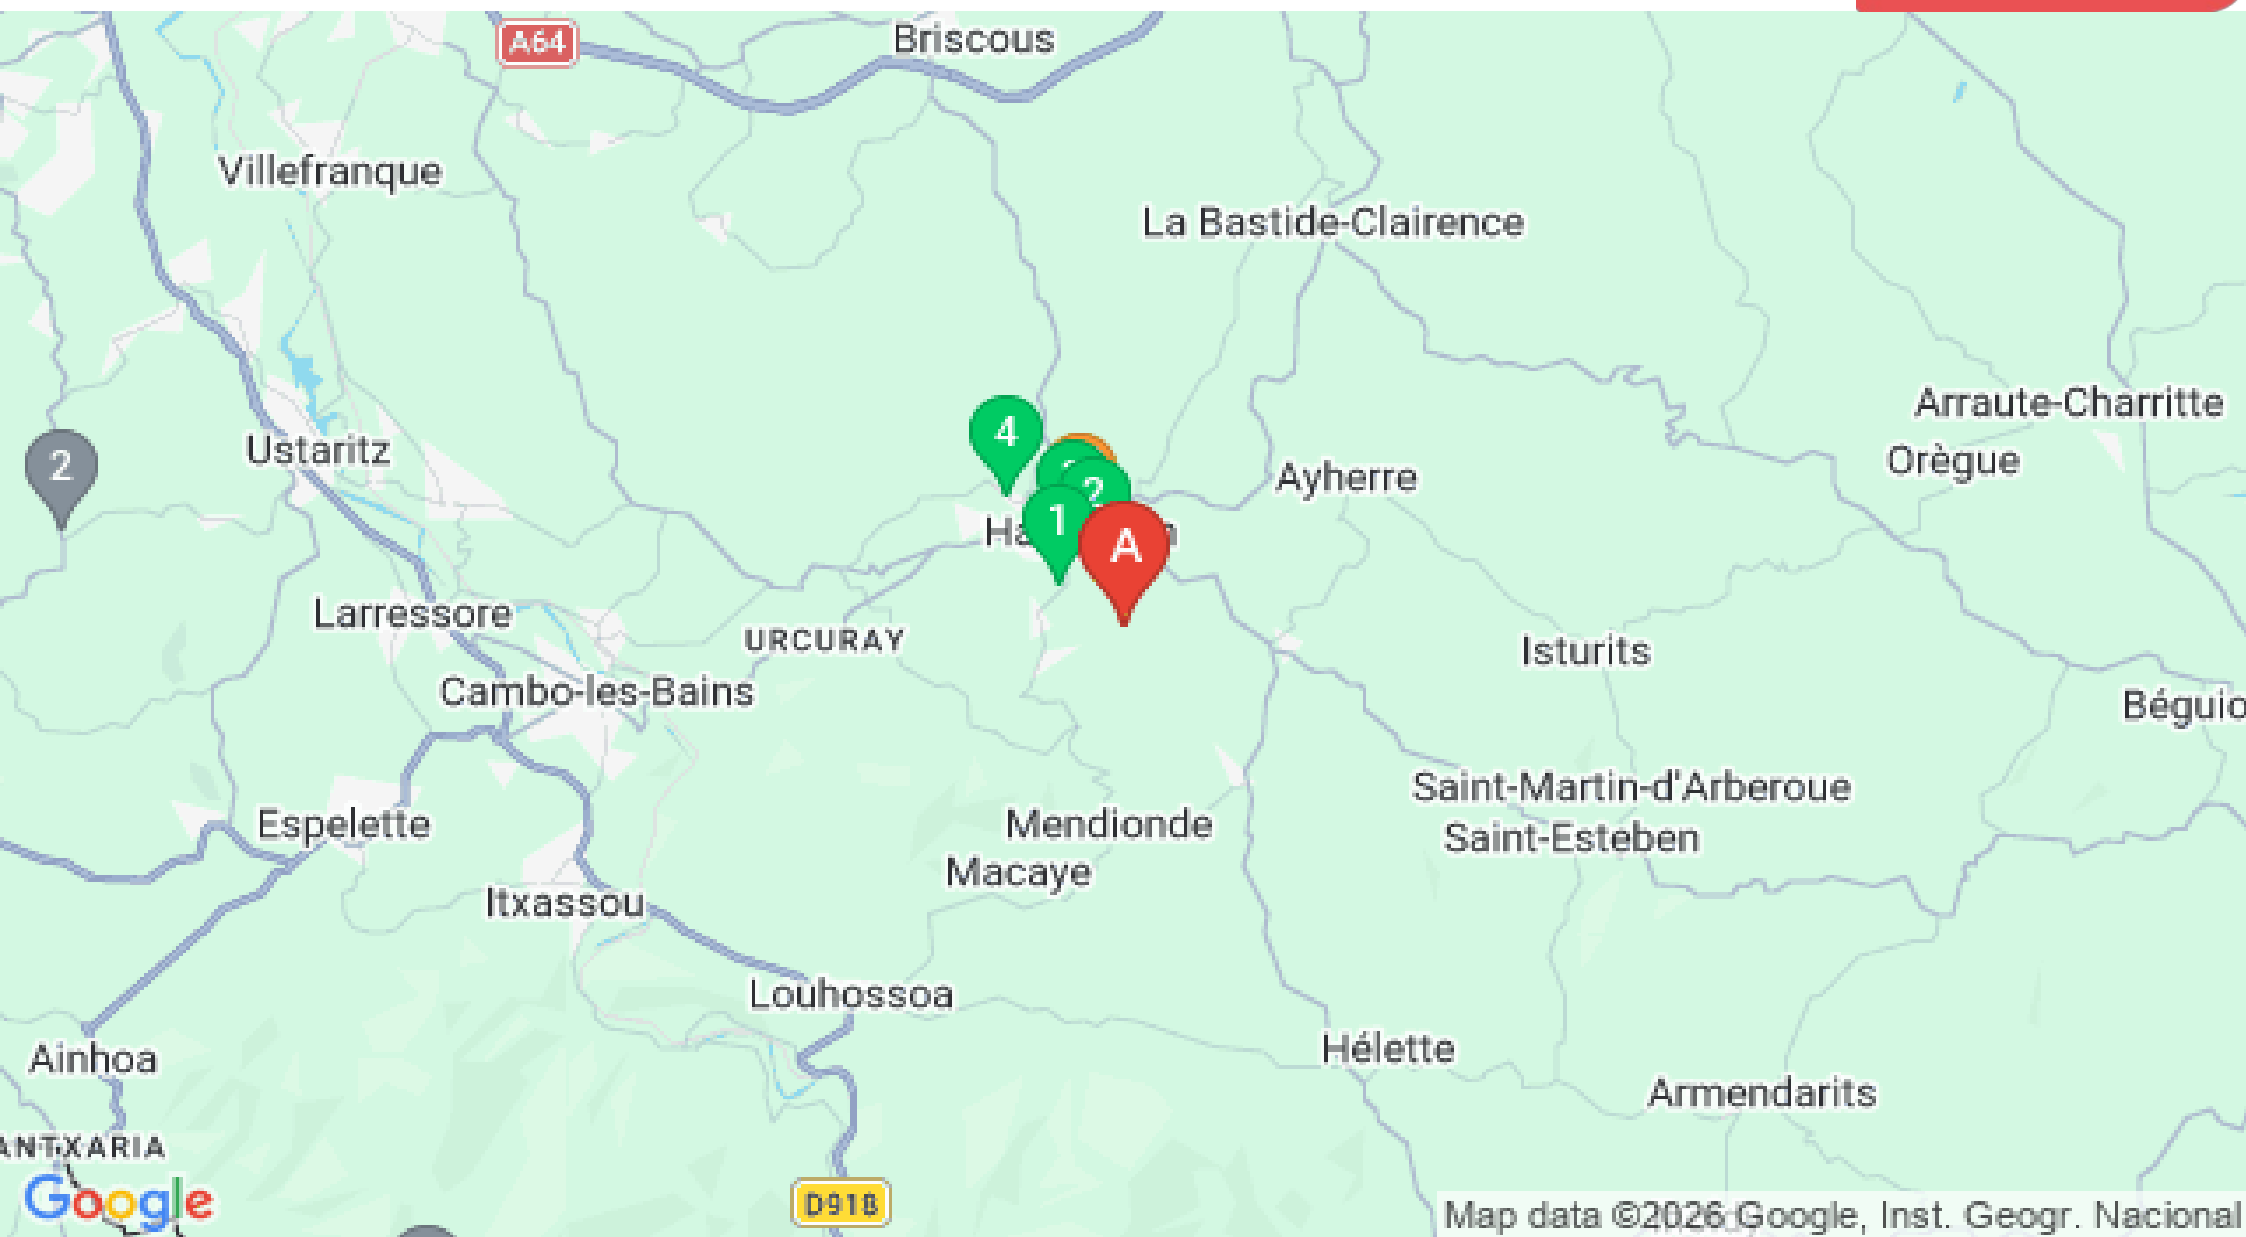 A64
Briscous
Villefranque
La Bastide-Clairence
Arraute-Charritte
4
Ustaritz
2
Orègue
Ayherre
2
1
A
Larressore
URCURAY
Isturits
Cambo-les-Bains
Saint-Martin-d'Arberoue
Espelette
Mendionde
Saint-Esteben
Macaye
Itxassou
Louhossoa
Hélette
Ainhoa
Armendarits
Google
D918
Map data ©2026 Google, Inst. Geogr. Nacional